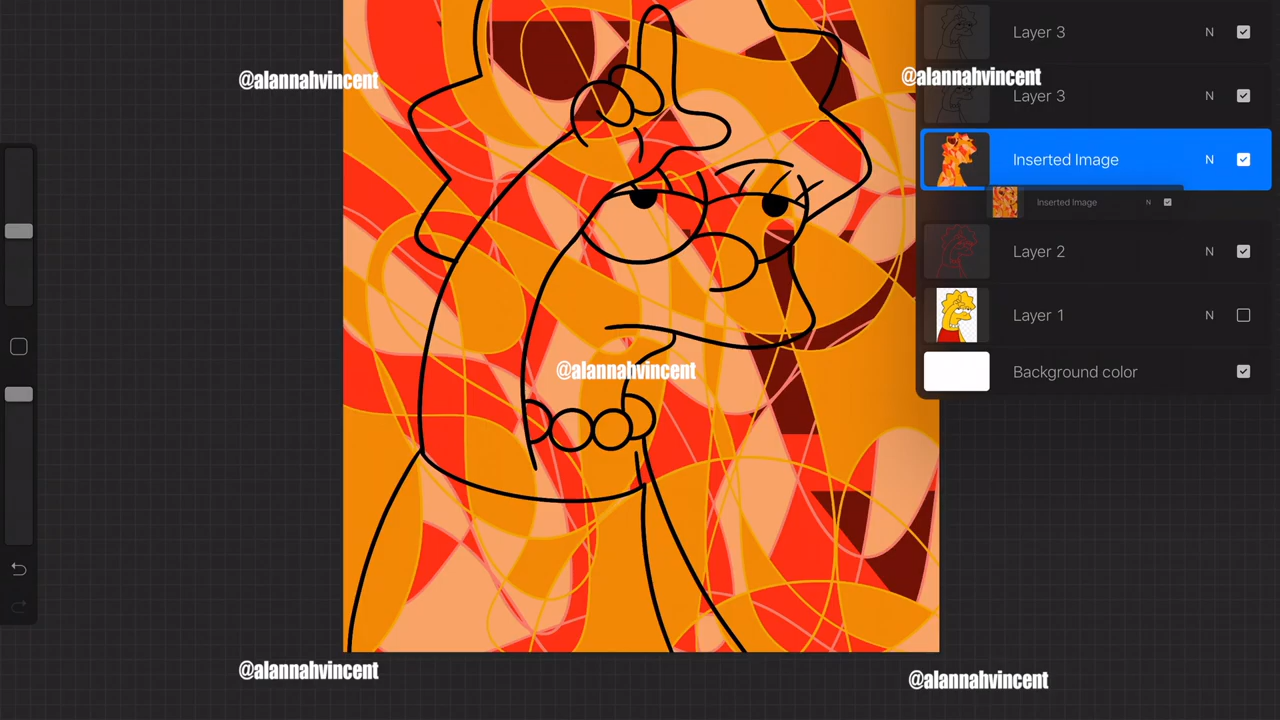 Layer 3 N
@alannahvincent @alannahvincent
Layer 3 N
Inserted Image N
Inserted Image N
Layer 2 N
Layer 1 N
@alannahvincent
Background color
@alannahvincent
@alannahvincent